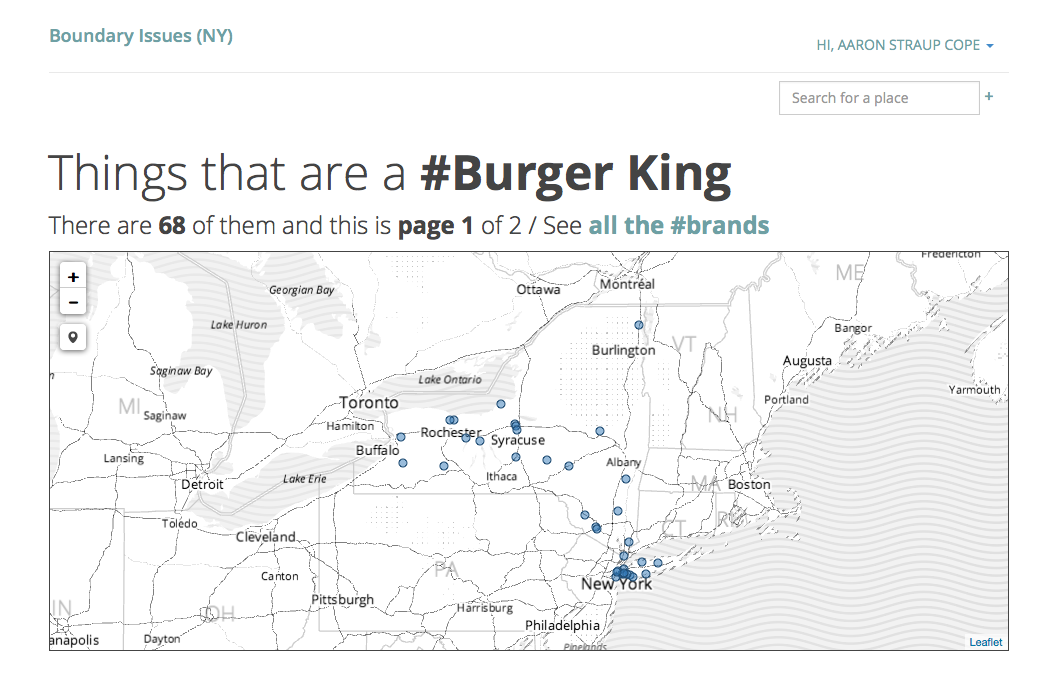 Boundary Issues (NY)
HI, AARON STRAUP COPE
Search for a place
+
Things that are a #Burger King
There are 68 of them and this is page 1 of 2 / See all the #brands
Fredericton
ME
+
Ottawa
Montréal
Georgian Bay
−
Lake Huron
Bangor
Burlington
VT
Augusta
Saginaw Bay
Lake Ontario
Yarmouth
Toronto
Portland
MI
Saginaw
NH
Hamilton
Rochester
Syracuse
Buffalo
Lansing
Albany
Ithaca
Lake Erie
Detroit
MA
Boston
Toledo
RI
CT
Cleveland
PA
Canton
New York
Pittsburgh
IN
OH
Harrisburg
Philadelphia
anapolis
Dayton
Pinelands
Leaflet